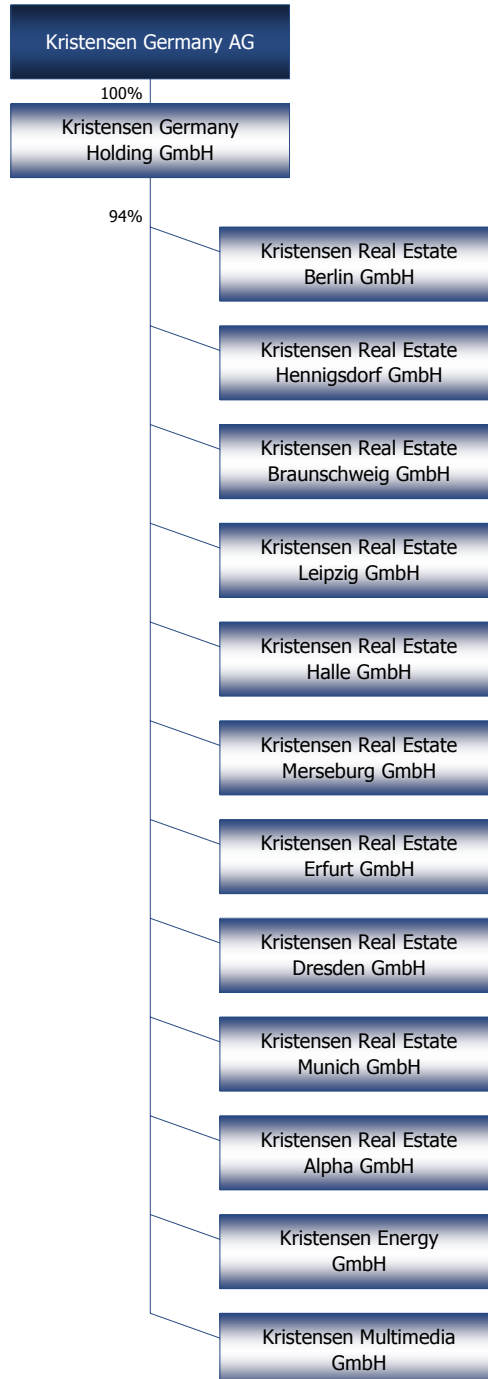 Kristensen Germany AG
100%
Kristensen Germany
Holding GmbH
94%
Kristensen Real Estate
Berlin GmbH
Kristensen Real Estate
Hennigsdorf GmbH
Kristensen Real Estate
Braunschweig GmbH
Kristensen Real Estate
Leipzig GmbH
Kristensen Real Estate
Halle GmbH
Kristensen Real Estate
Merseburg GmbH
Kristensen Real Estate
Erfurt GmbH
Kristensen Real Estate
Dresden GmbH
Kristensen Real Estate
Munich GmbH
Kristensen Real Estate
Alpha GmbH
Kristensen Energy
GmbH
Kristensen Multimedia
GmbH